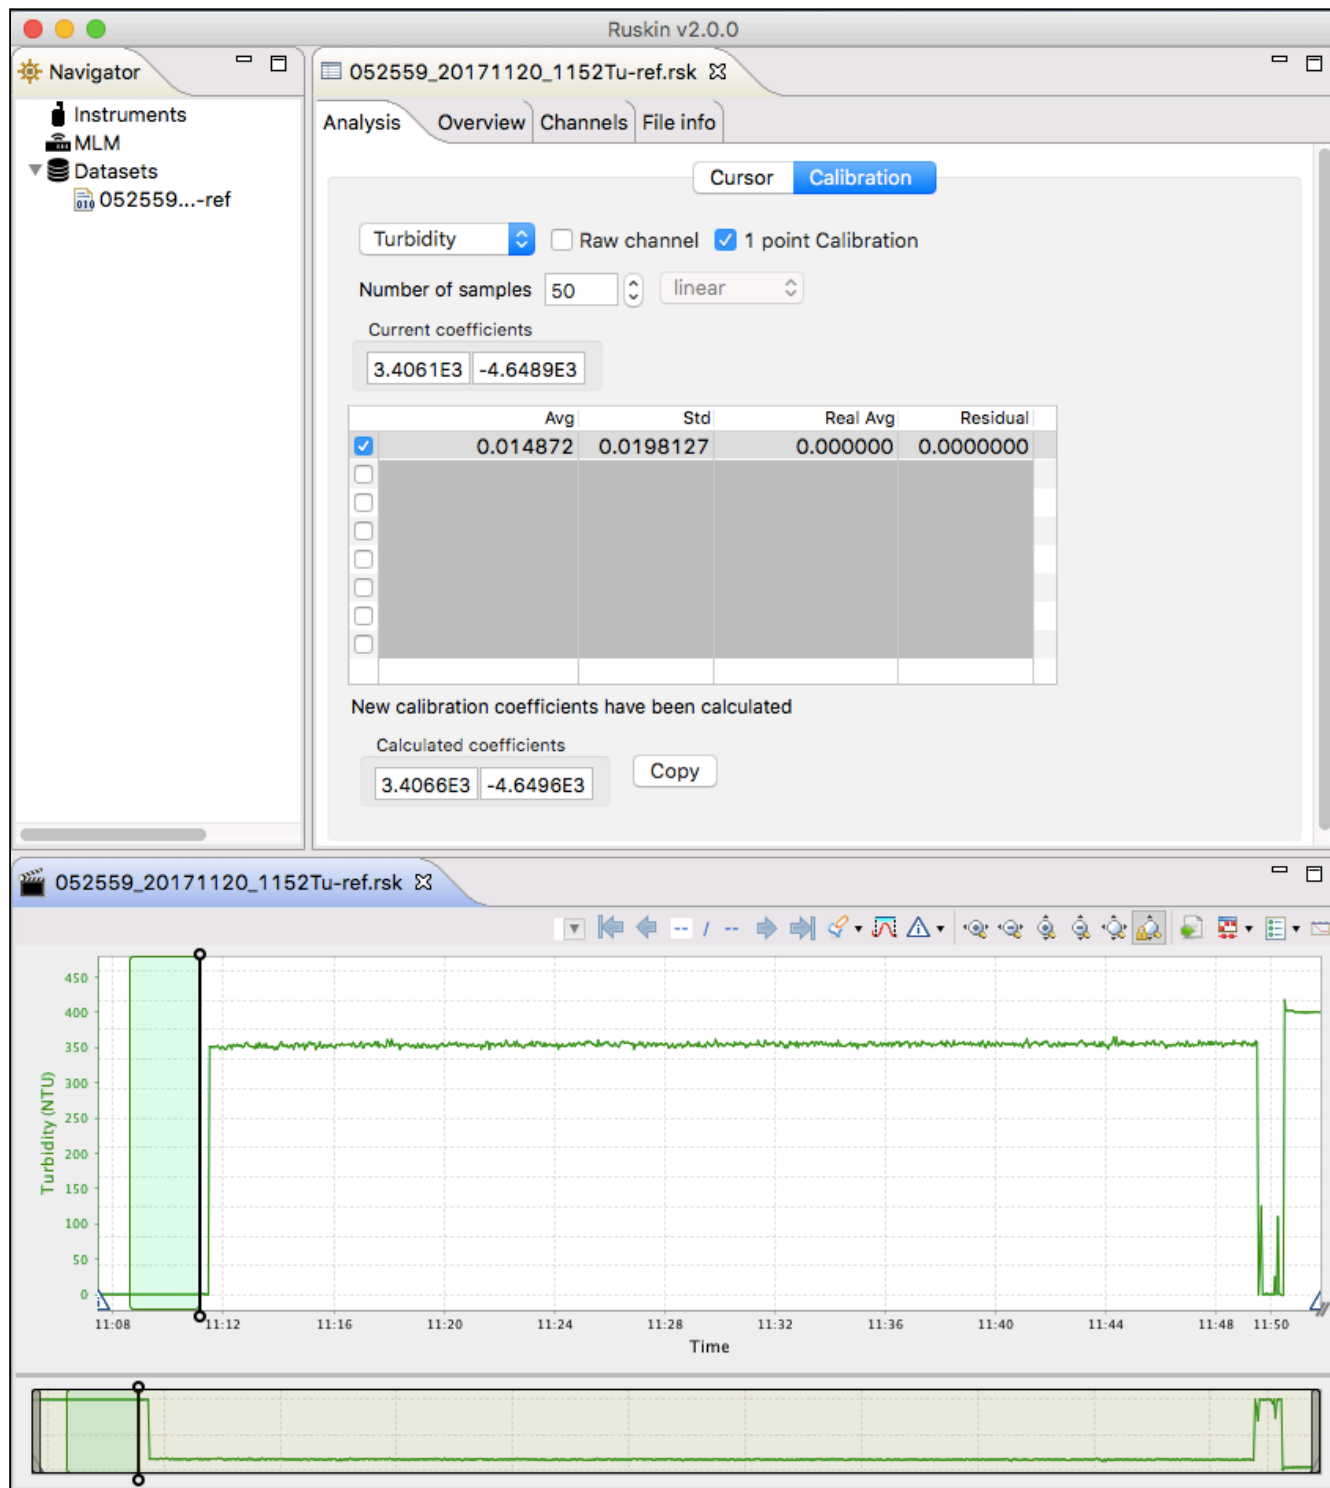 Ruskin v2.0.0
Navigator
Instruments
MLM
Datasets
052559...-ref
052559_20171120_1152Tu-ref.rsk
Analysis Overview Channels File info
Cursor Calibration
Turbidity Raw channel 1 point Calibration
Number of samples 50 linear
Current coefficients
3.4061E3 -4.6489E3
Avg Std Real Avg Residual
0.014872 0.0198127 0.000000 0.0000000
New calibration coefficients have been calculated
Calculated coefficients
3.4066E3 -4.6496E3 Copy
052559_20171120_1152Tu-ref.rsk
-- / --
450
400
350
300
250
200
150
100
50
0
Turbidity (NTU)
11:08 11:12 11:16 11:20 11:24 11:28 11:32 11:36 11:40 11:44 11:48 11:50
Time